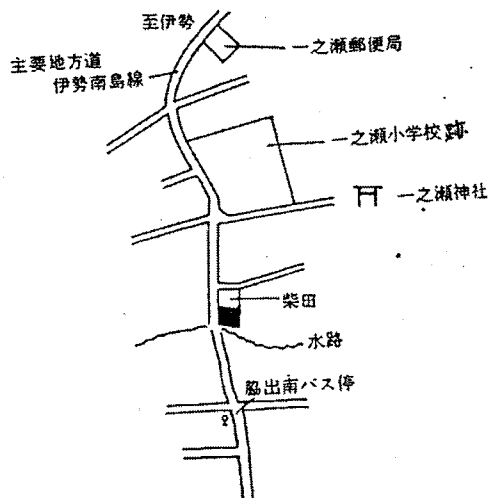 至伊勢
一之瀬郵便局
主要地方道
伊勢南島線
一之瀬小学校跡
一之瀬神社
柴田
水路
脇出南バス停